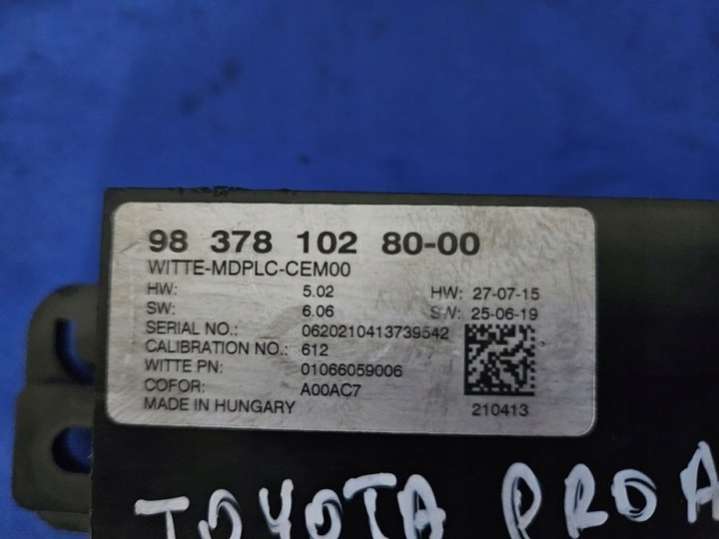 98 378 102 80-00
WITTE-MDPLC-CEM00
HW: 5.02 HW: 27-07-15
SW: 6.06 SW: 25-06-19
SERIAL NO.: 0620210413739542
CALIBRATION NO.: 612
WITTE PN: 01066059006
COFOR: A00AC7
MADE IN HUNGARY 210413
TOYOTA PROA